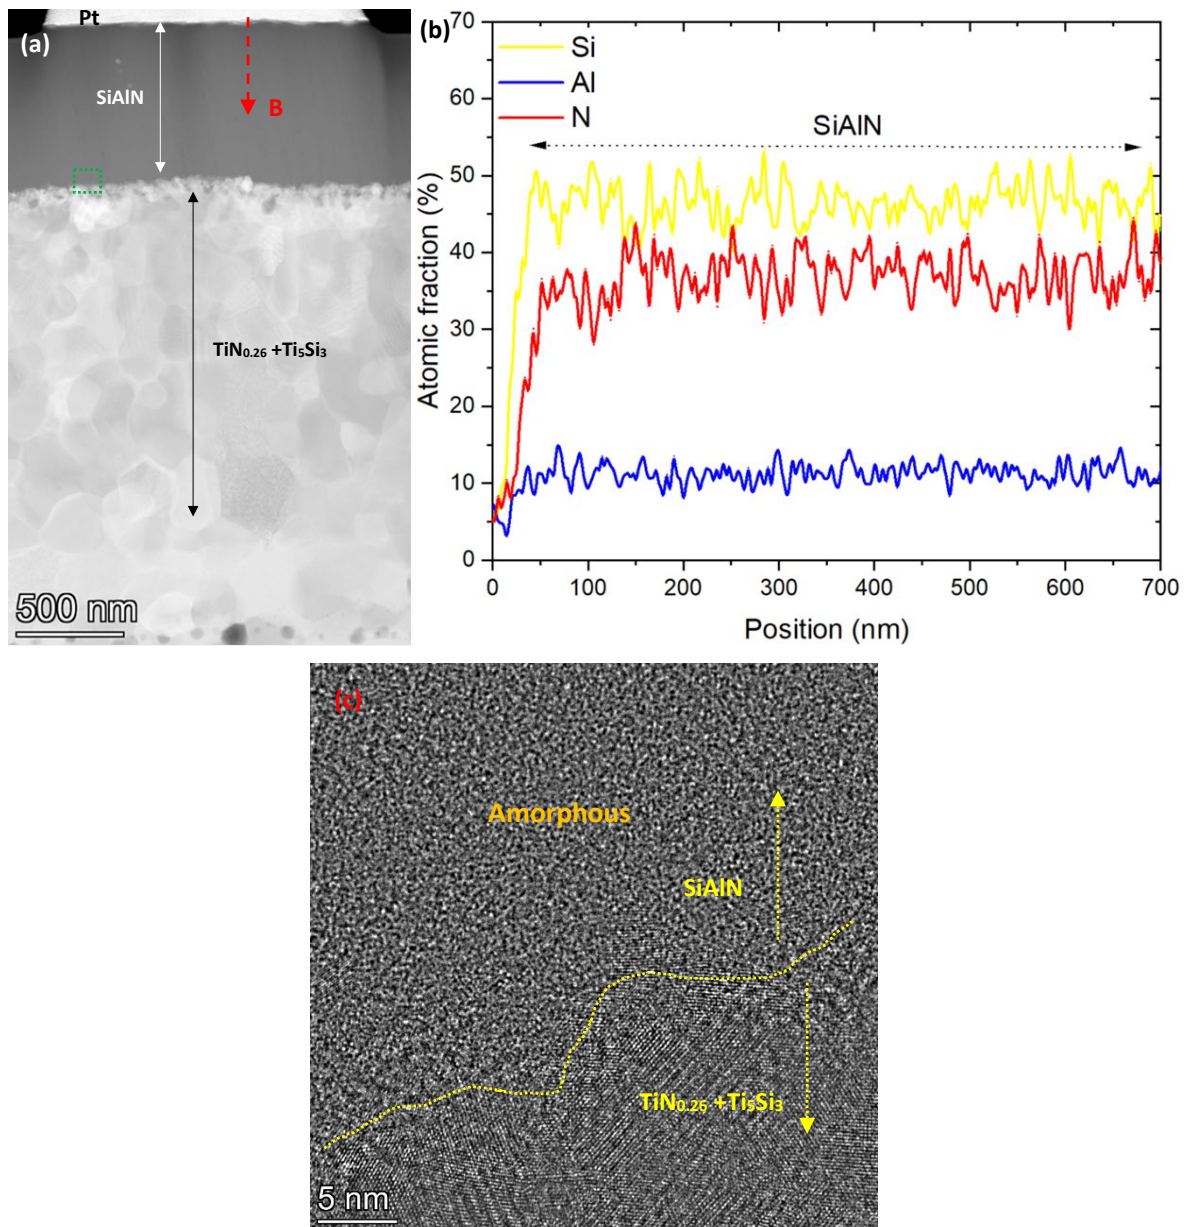 Pt
(a)
SiAlN
B
TiN0.26 +Ti5Si3
500 nm
(b)
70
60
50
40
30
20
10
0
Atomic fraction (%)
Si
Al
N
SiAlN
0 100 200 300 400 500 600 700
Position (nm)
(c)
Amorphous
SiAlN
TiN0.26 +Ti5Si3
5 nm